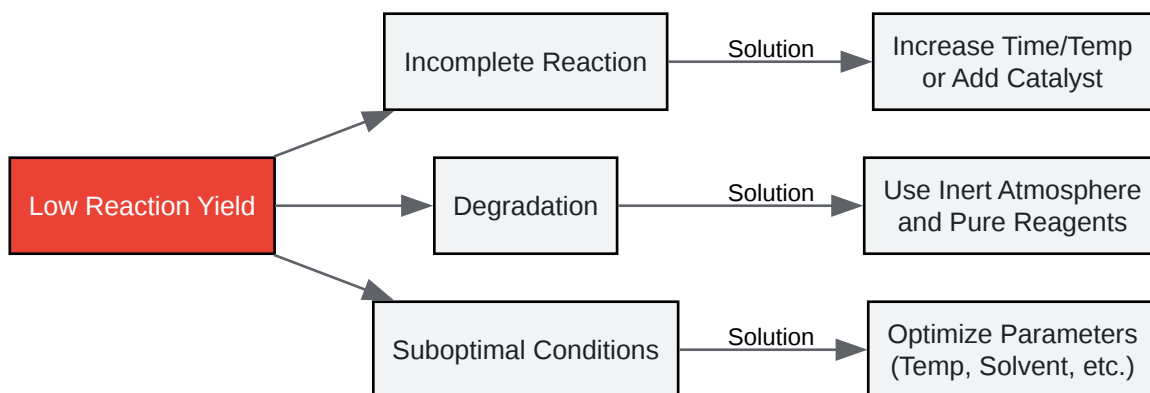 Incomplete Reaction
Solution
Increase Time/Temp
or Add Catalyst
Low Reaction Yield
Degradation
Solution
Use Inert Atmosphere
and Pure Reagents
Suboptimal Conditions
Solution
Optimize Parameters
(Temp, Solvent, etc.)